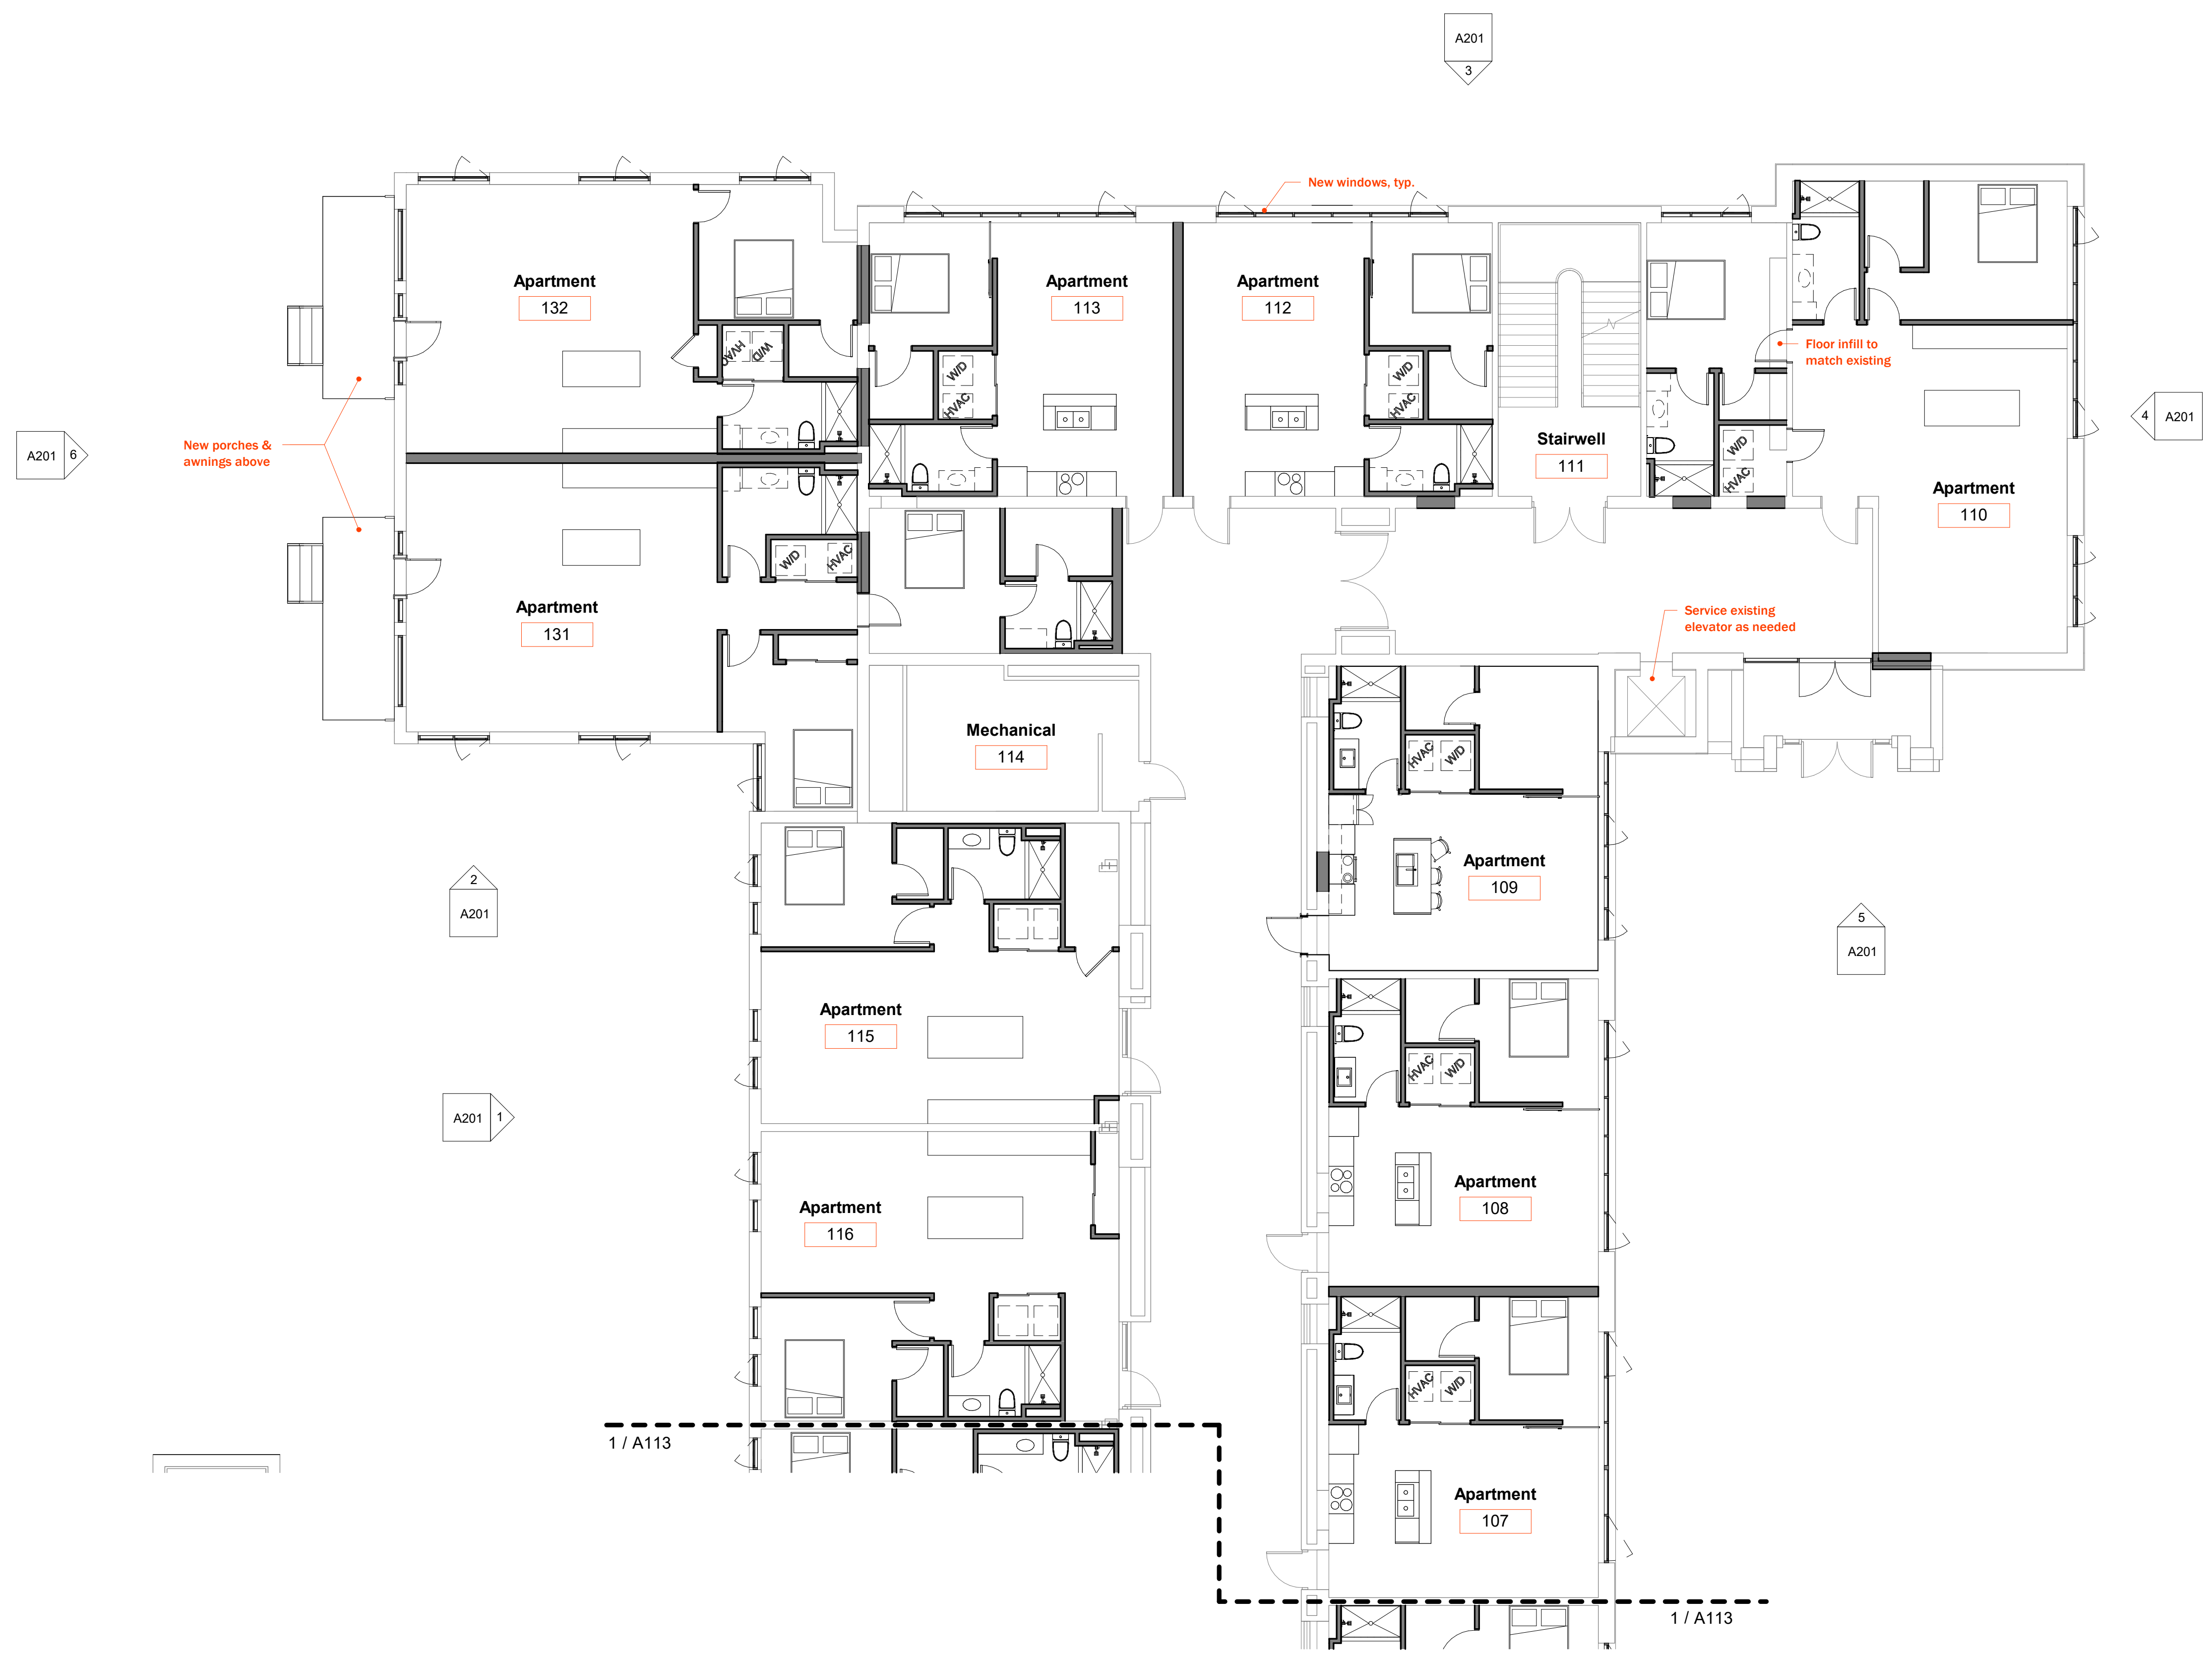 A201
3
New windows, typ.
Apartment
132
Apartment
113
Apartment
112
HVAC
W/D
W/D
HVAC
W/D
HVAC
Floor infill to
match existing
4
A201
A201
6
New porches &
awnings above
Stairwell
111
W/D
HVAC
Apartment
110
W/D
HVAC
Apartment
131
Service existing
elevator as needed
Mechanical
114
HVAC
W/D
Apartment
109
2
A201
5
A201
Apartment
115
HVAC
W/D
A201
1
Apartment
116
Apartment
108
HVAC
W/D
1 / A113
Apartment
107
1 / A113